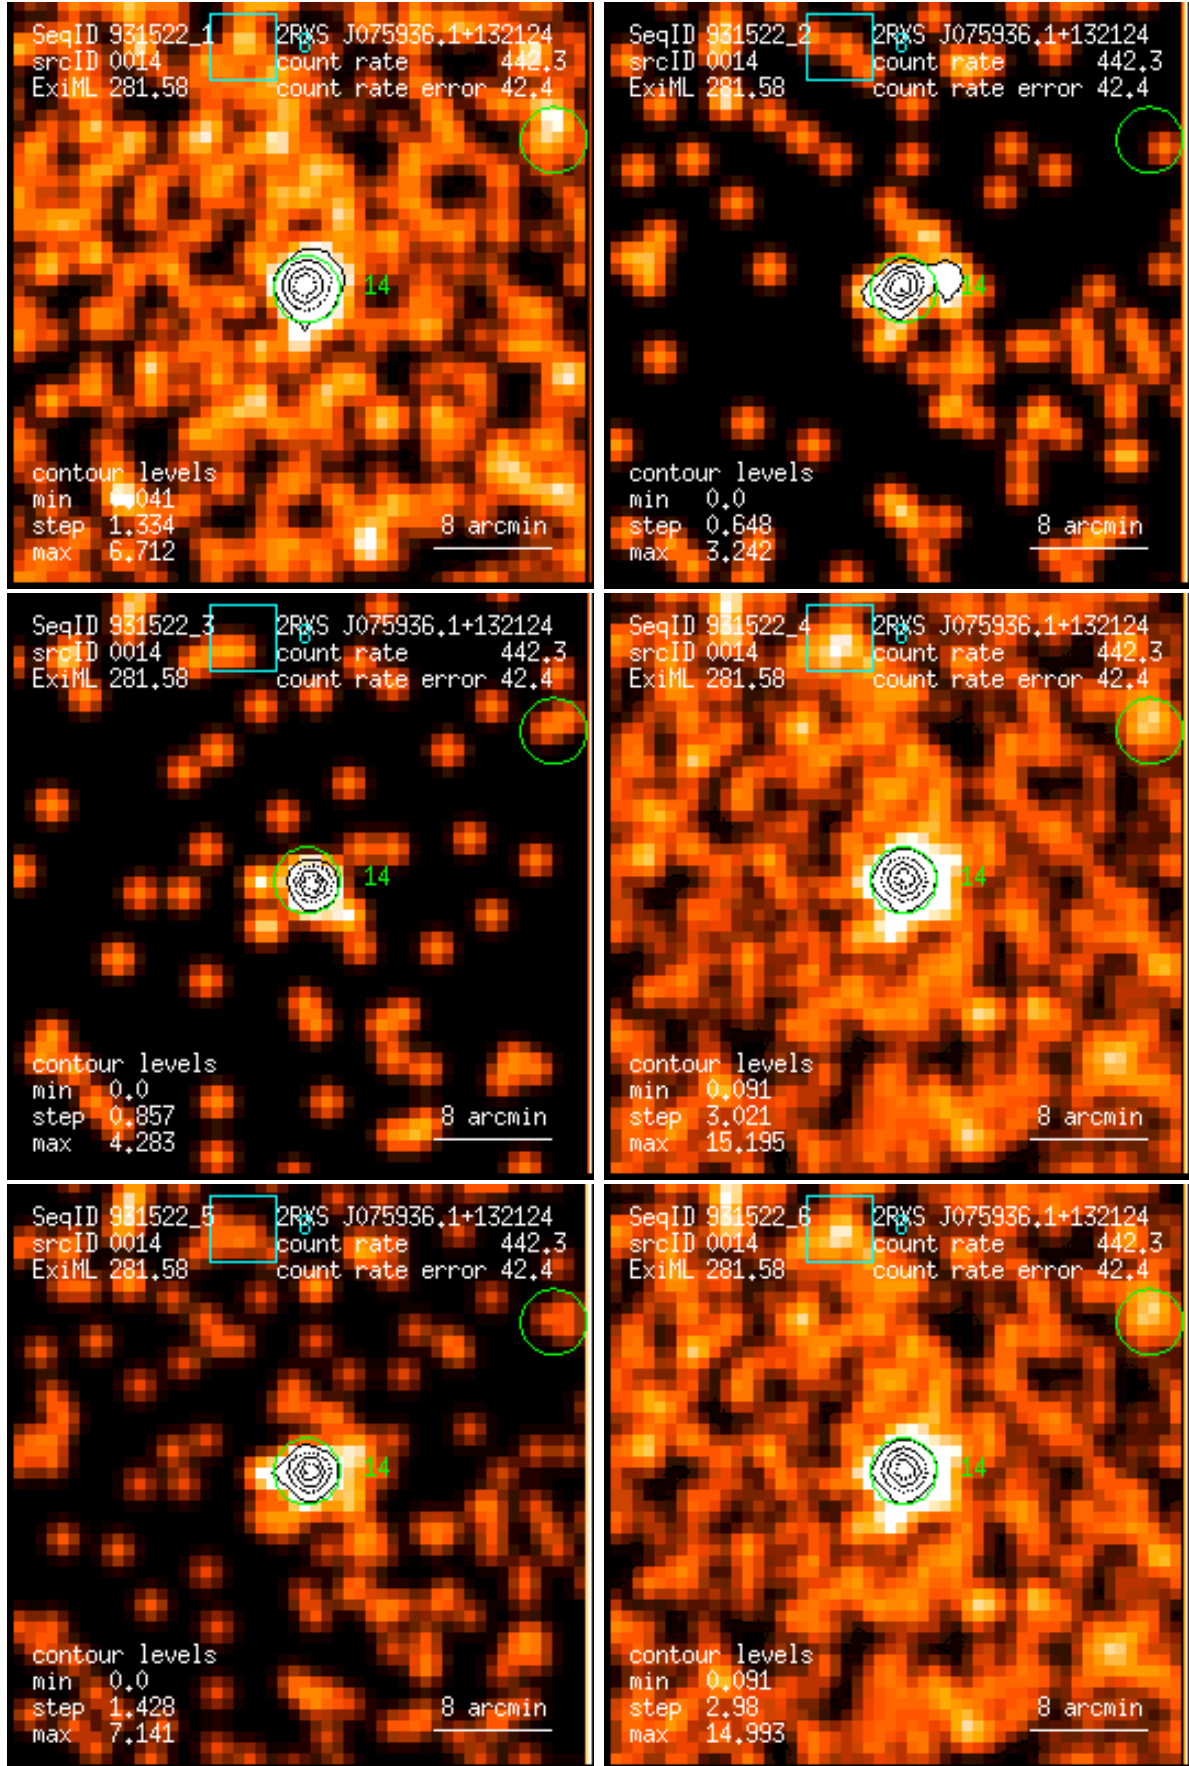 SeqID 931522_1 2RXS J075936.1+132124
8
srcID 0014 count rate 442.3
ExiML 281.58 count rate error 42.4
14
contour levels
min 0.041
step 1.334 8 arcmin
max 6.712
SeqID 931522_2 2RXS J075936.1+132124
8
srcID 0014 count rate 442.3
ExiML 281.58 count rate error 42.4
14
contour levels
min 0.0
step 0.648 8 arcmin
max 3.242
SeqID 931522_3 2RXS J075936.1+132124
8
srcID 0014 count rate 442.3
ExiML 281.58 count rate error 42.4
14
contour levels
min 0.0
step 0.857 8 arcmin
max 4.283
SeqID 931522_4 2RXS J075936.1+132124
8
srcID 0014 count rate 442.3
ExiML 281.58 count rate error 42.4
14
contour levels
min 0.091
step 3.021 8 arcmin
max 15.195
SeqID 931522_5 2RXS J075936.1+132124
8
srcID 0014 count rate 442.3
ExiML 281.58 count rate error 42.4
14
contour levels
min 0.0
step 1.428 8 arcmin
max 7.141
SeqID 931522_6 2RXS J075936.1+132124
8
srcID 0014 count rate 442.3
ExiML 281.58 count rate error 42.4
14
contour levels
min 0.091
step 2.98 8 arcmin
max 14.993